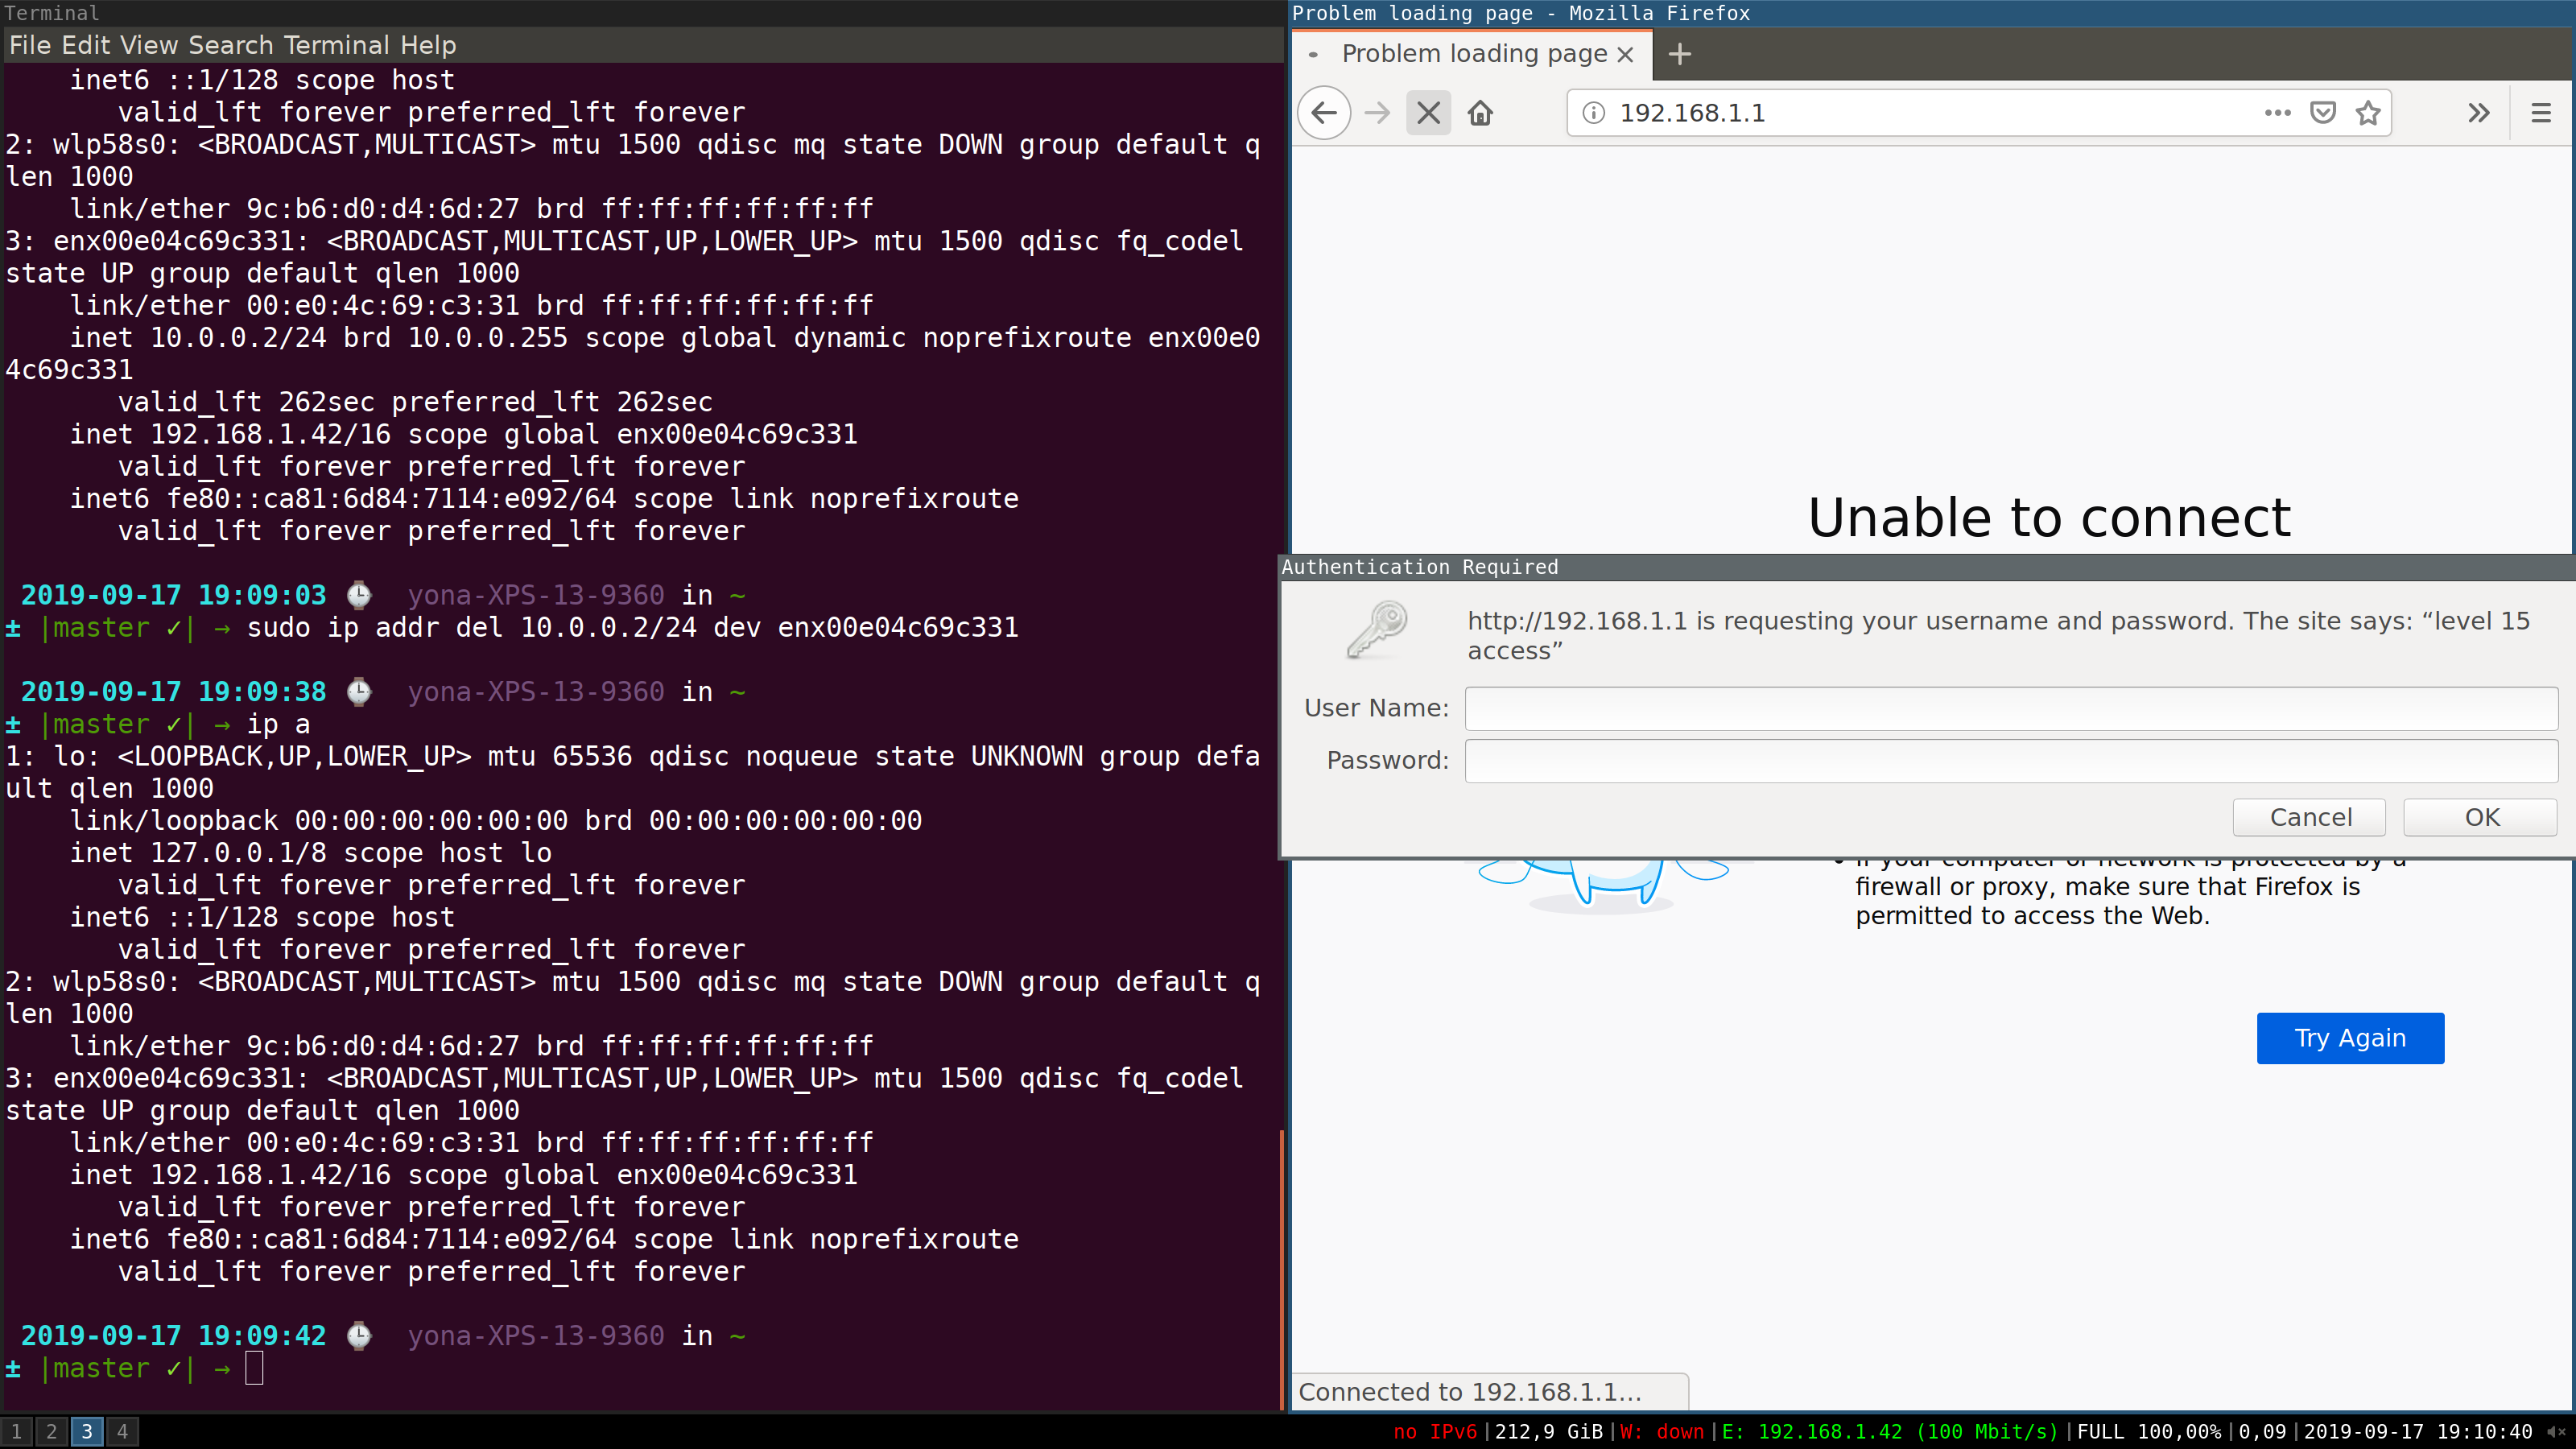 Terminal
File Edit View Search Terminal Help
    inet6 ::1/128 scope host
       valid_lft forever preferred_lft forever
2: wlp58s0: <BROADCAST,MULTICAST> mtu 1500 qdisc mq state DOWN group default q
len 1000
    link/ether 9c:b6:d0:d4:6d:27 brd ff:ff:ff:ff:ff:ff
3: enx00e04c69c331: <BROADCAST,MULTICAST,UP,LOWER_UP> mtu 1500 qdisc fq_codel
state UP group default qlen 1000
    link/ether 00:e0:4c:69:c3:31 brd ff:ff:ff:ff:ff:ff
    inet 10.0.0.2/24 brd 10.0.0.255 scope global dynamic noprefixroute enx00e0
4c69c331
       valid_lft 262sec preferred_lft 262sec
    inet 192.168.1.42/16 scope global enx00e04c69c331
       valid_lft forever preferred_lft forever
    inet6 fe80::ca81:6d84:7114:e092/64 scope link noprefixroute
       valid_lft forever preferred_lft forever
2019-09-17 19:09:03 ⌚ yona-XPS-13-9360 in ~
± |master ✓| → sudo ip addr del 10.0.0.2/24 dev enx00e04c69c331
2019-09-17 19:09:38 ⌚ yona-XPS-13-9360 in ~
± |master ✓| → ip a
1: lo: <LOOPBACK,UP,LOWER_UP> mtu 65536 qdisc noqueue state UNKNOWN group defa
ult qlen 1000
    link/loopback 00:00:00:00:00:00 brd 00:00:00:00:00:00
    inet 127.0.0.1/8 scope host lo
       valid_lft forever preferred_lft forever
    inet6 ::1/128 scope host
       valid_lft forever preferred_lft forever
2: wlp58s0: <BROADCAST,MULTICAST> mtu 1500 qdisc mq state DOWN group default q
len 1000
    link/ether 9c:b6:d0:d4:6d:27 brd ff:ff:ff:ff:ff:ff
3: enx00e04c69c331: <BROADCAST,MULTICAST,UP,LOWER_UP> mtu 1500 qdisc fq_codel
state UP group default qlen 1000
    link/ether 00:e0:4c:69:c3:31 brd ff:ff:ff:ff:ff:ff
    inet 192.168.1.42/16 scope global enx00e04c69c331
       valid_lft forever preferred_lft forever
    inet6 fe80::ca81:6d84:7114:e092/64 scope link noprefixroute
       valid_lft forever preferred_lft forever
2019-09-17 19:09:42 ⌚ yona-XPS-13-9360 in ~
± |master ✓| →
Problem loading page - Mozilla Firefox
Problem loading page
192.168.1.1
Unable to connect
Authentication Required
http://192.168.1.1 is requesting your username and password. The site says: “level 15
access”
User Name:
Password:
Cancel OK
If your computer or network is protected by a
firewall or proxy, make sure that Firefox is
permitted to access the Web.
Try Again
Connected to 192.168.1.1…
1 2 3 4
no IPv6|212,9 GiB|W: down|E: 192.168.1.42 (100 Mbit/s)|FULL 100,00%|0,09|2019-09-17 19:10:40